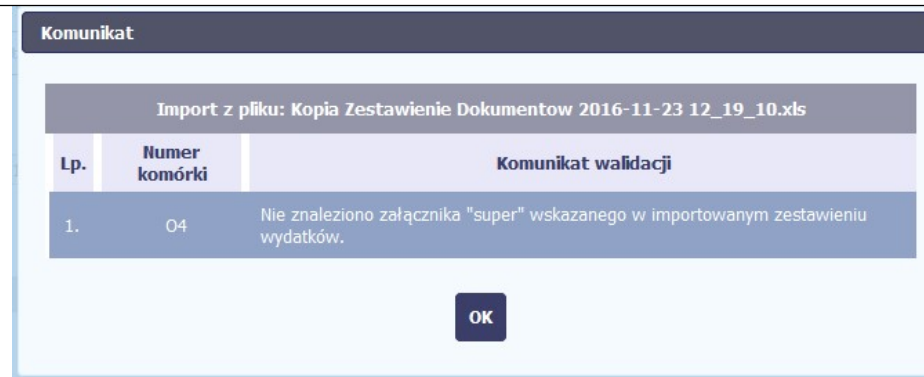 Komunikat
Import z pliku: Kopia Zestawienie Dokumentow 2016-11-23 12_19_10.xls
Lp.
Numer
komórki
Komunikat walidacji
1.
O4
Nie znaleziono załącznika "super" wskazanego w importowanym zestawieniu
wydatków.
OK